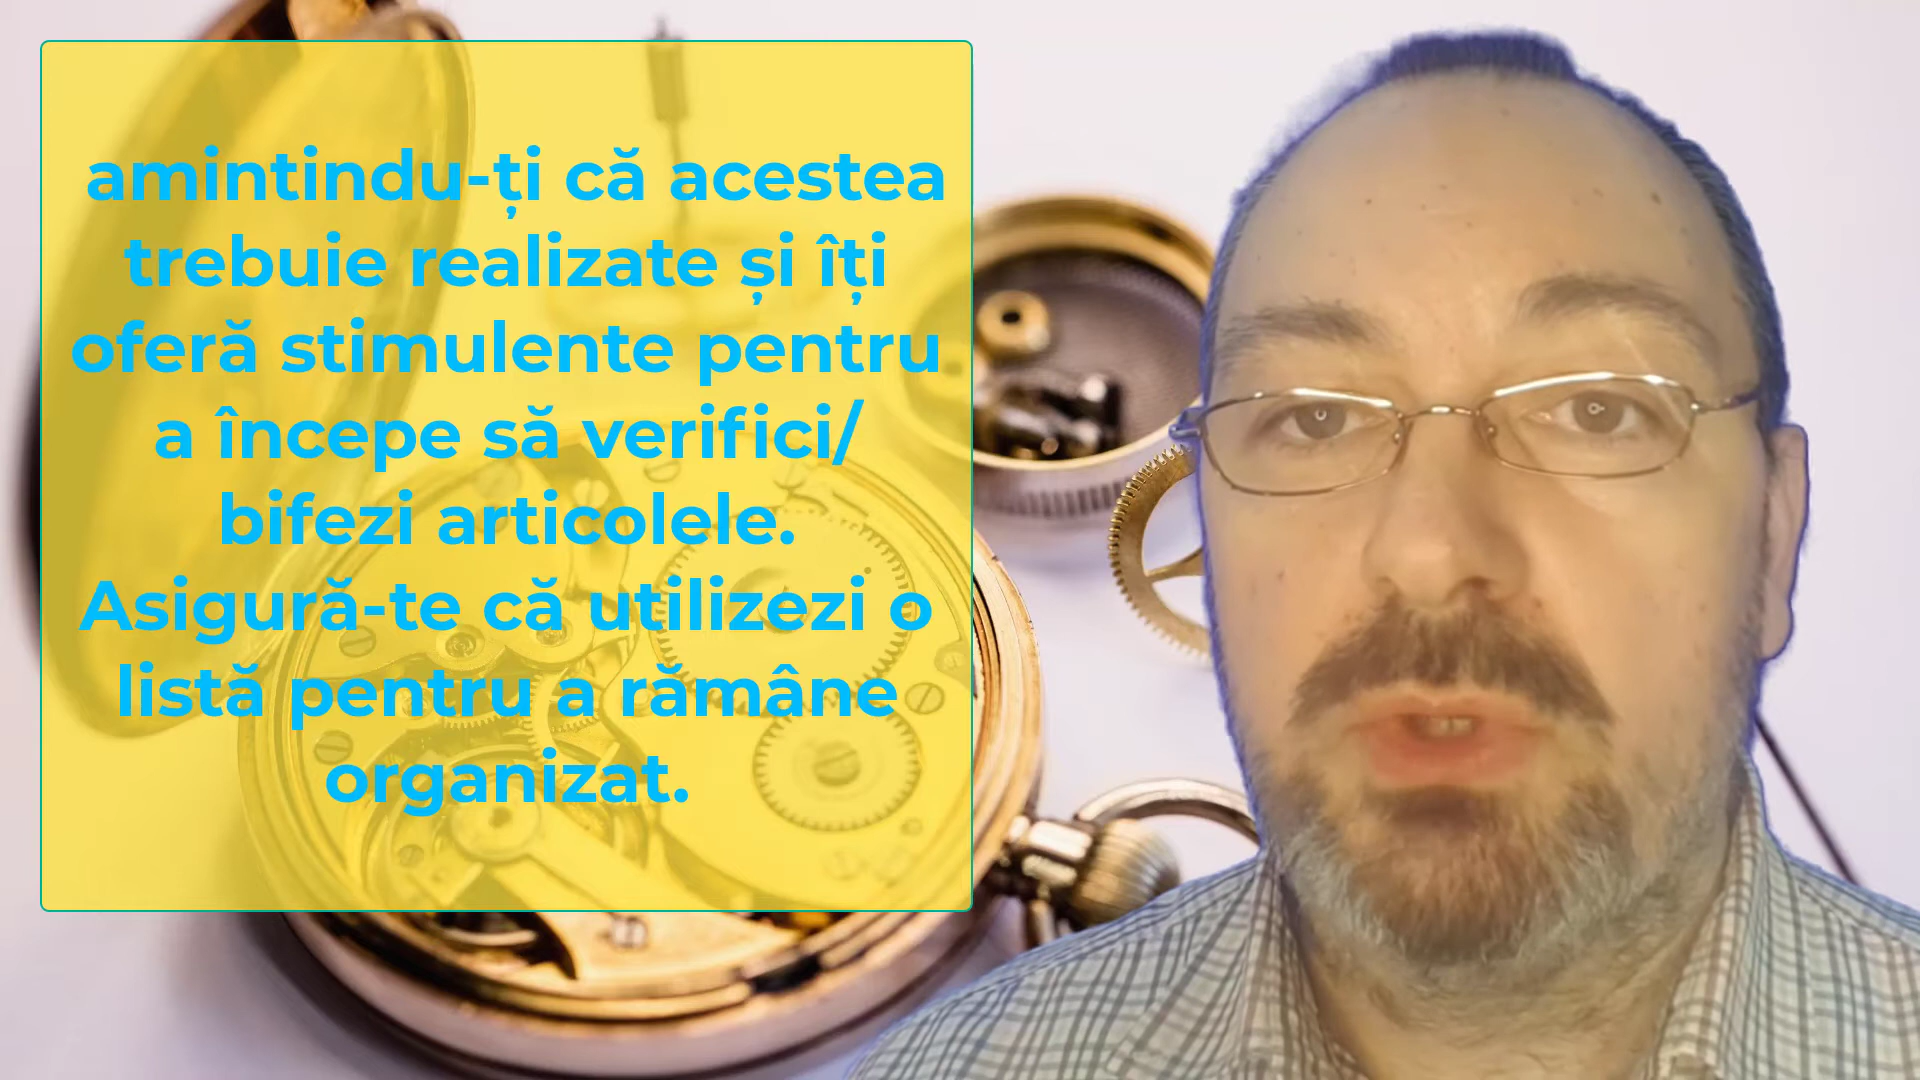 amintindu-ți că acestea
trebuie realizate și îți
oferă stimulente pentru
a începe să verifici/
bifezi articolele.
Asigură-te că utilizezi o
listă pentru a rămâne
organizat.